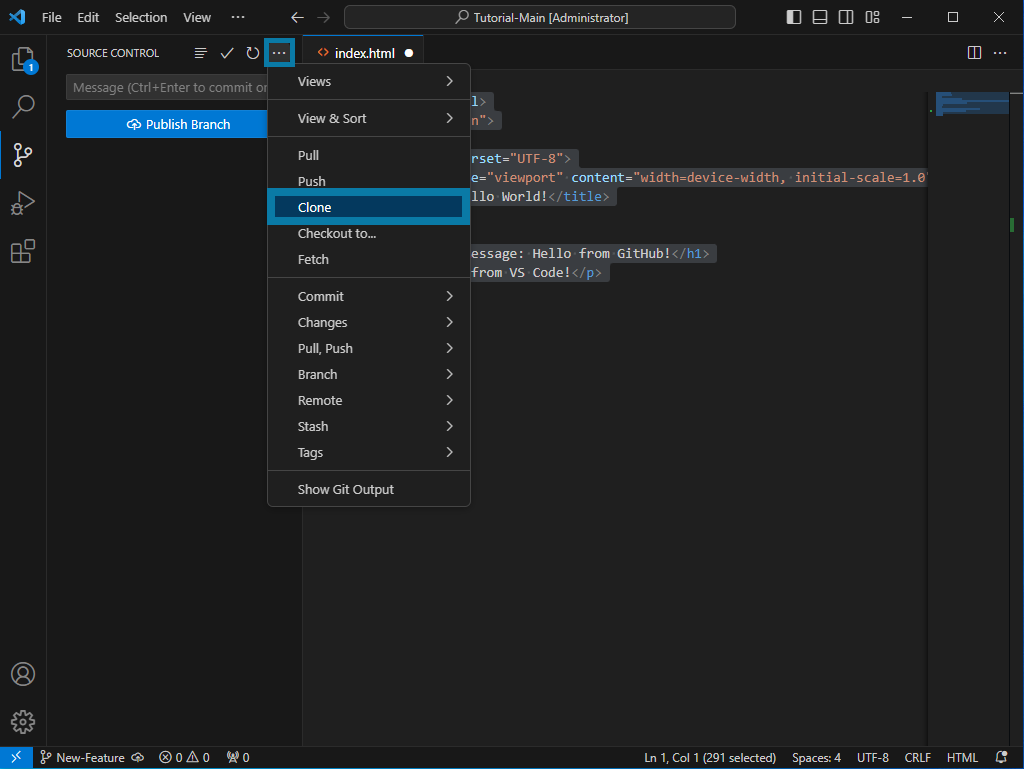 File Edit Selection View ··· Tutorial-Main [Administrator]
SOURCE CONTROL
index.html
1
Message (Ctrl+Enter to commit or
Publish Branch
Views
View & Sort
Pull
Push
Clone
Checkout to...
Fetch
Commit
Changes
Pull, Push
Branch
Remote
Stash
Tags
Show Git Output
l>
n">
rset="UTF-8">
e="viewport" content="width=device-width, initial-scale=1.0"
llo World!</title>
essage: Hello from GitHub!</h1>
from VS Code!</p>
New-Feature 0 0 0 Ln 1, Col 1 (291 selected) Spaces: 4 UTF-8 CRLF HTML